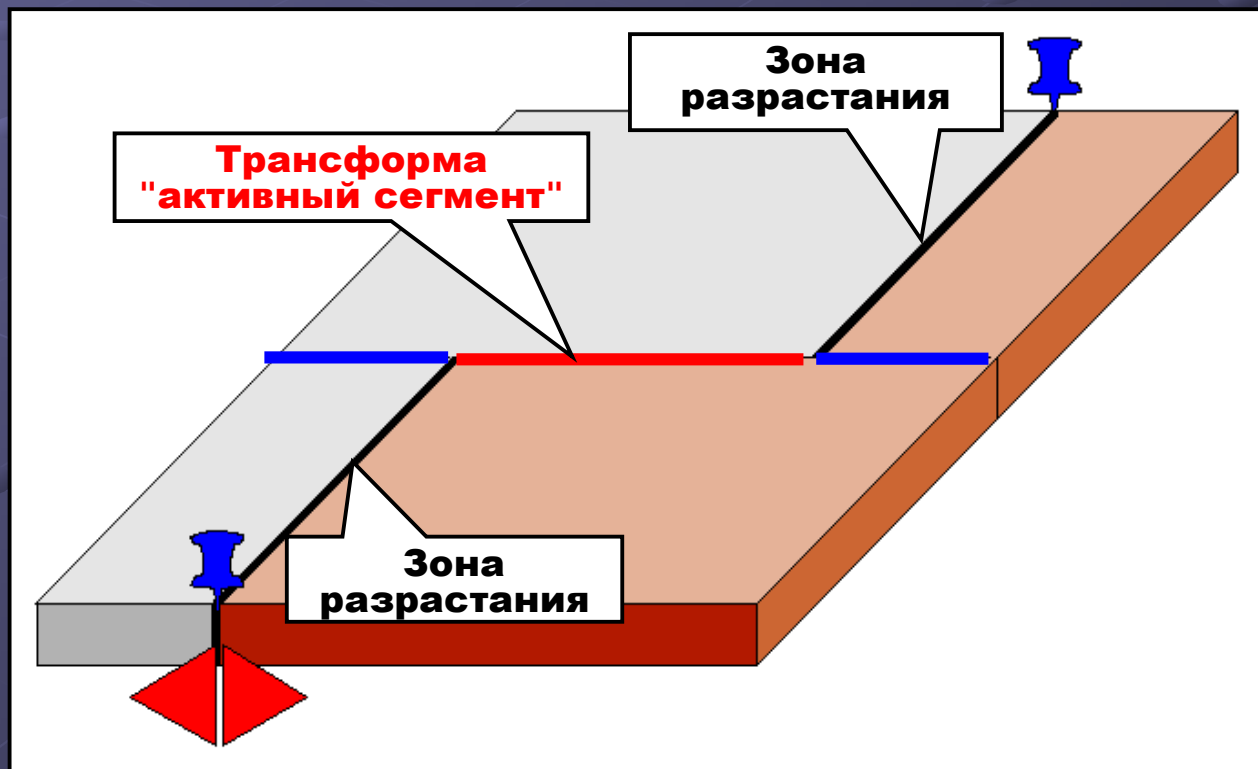 Зона
разрастания
Трансформа
"активный сегмент"
Зона
разрастания